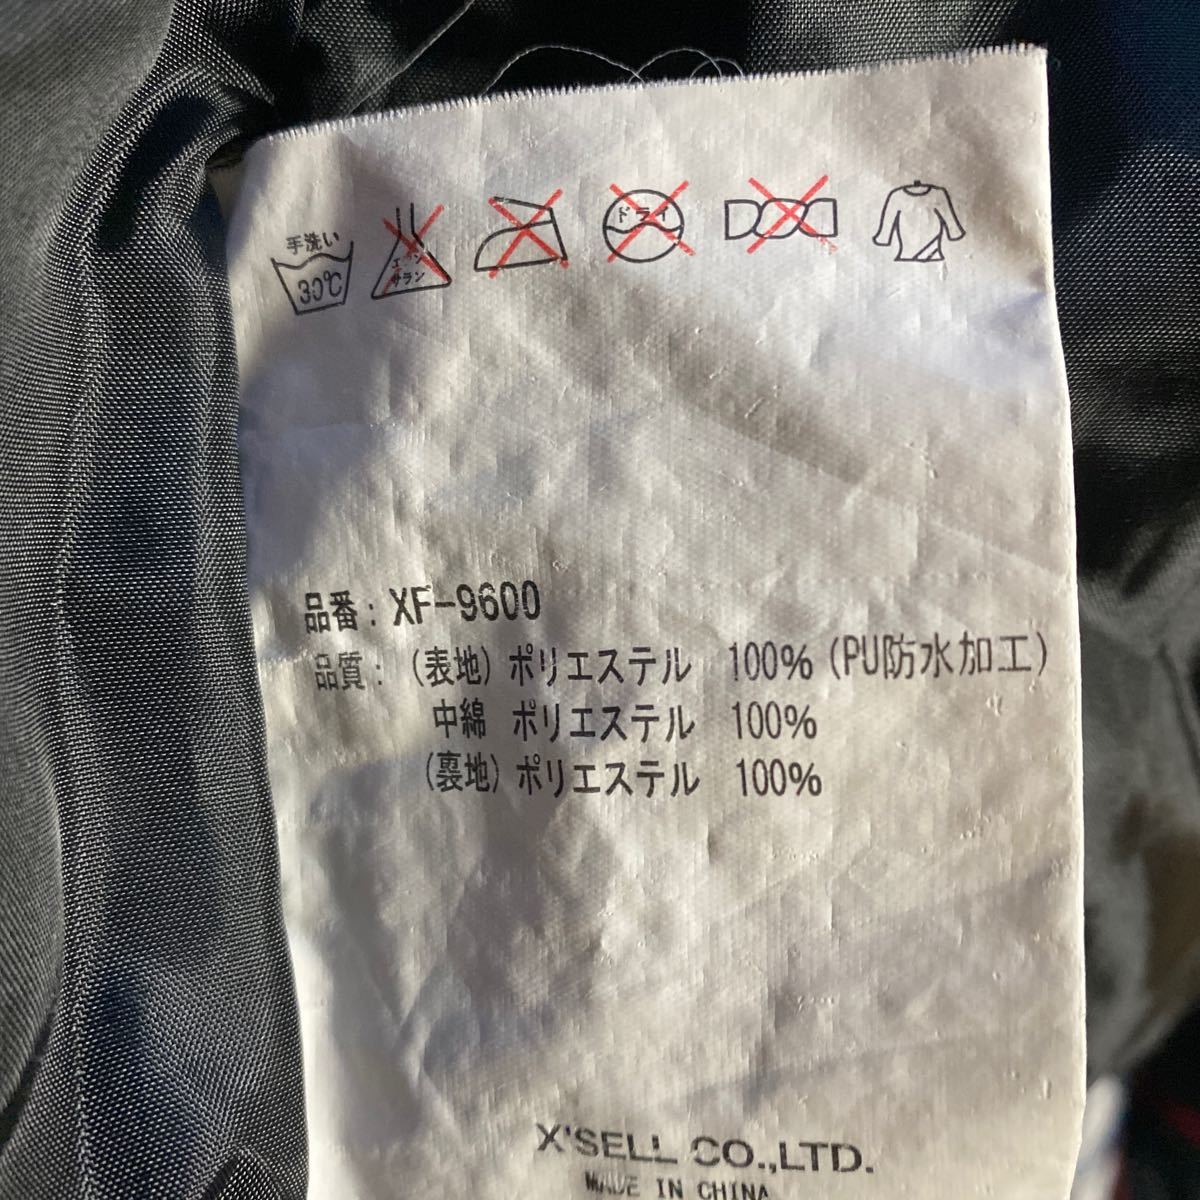 手洗い
30℃
エンソ
サラシ
ドライ
品番：XF-9600
品質：（表地）ポリエステル 100%（PU防水加工）
中綿 ポリエステル 100%
（裏地）ポリエステル 100%
X'SELL CO.,LTD.
MADE IN CHINA